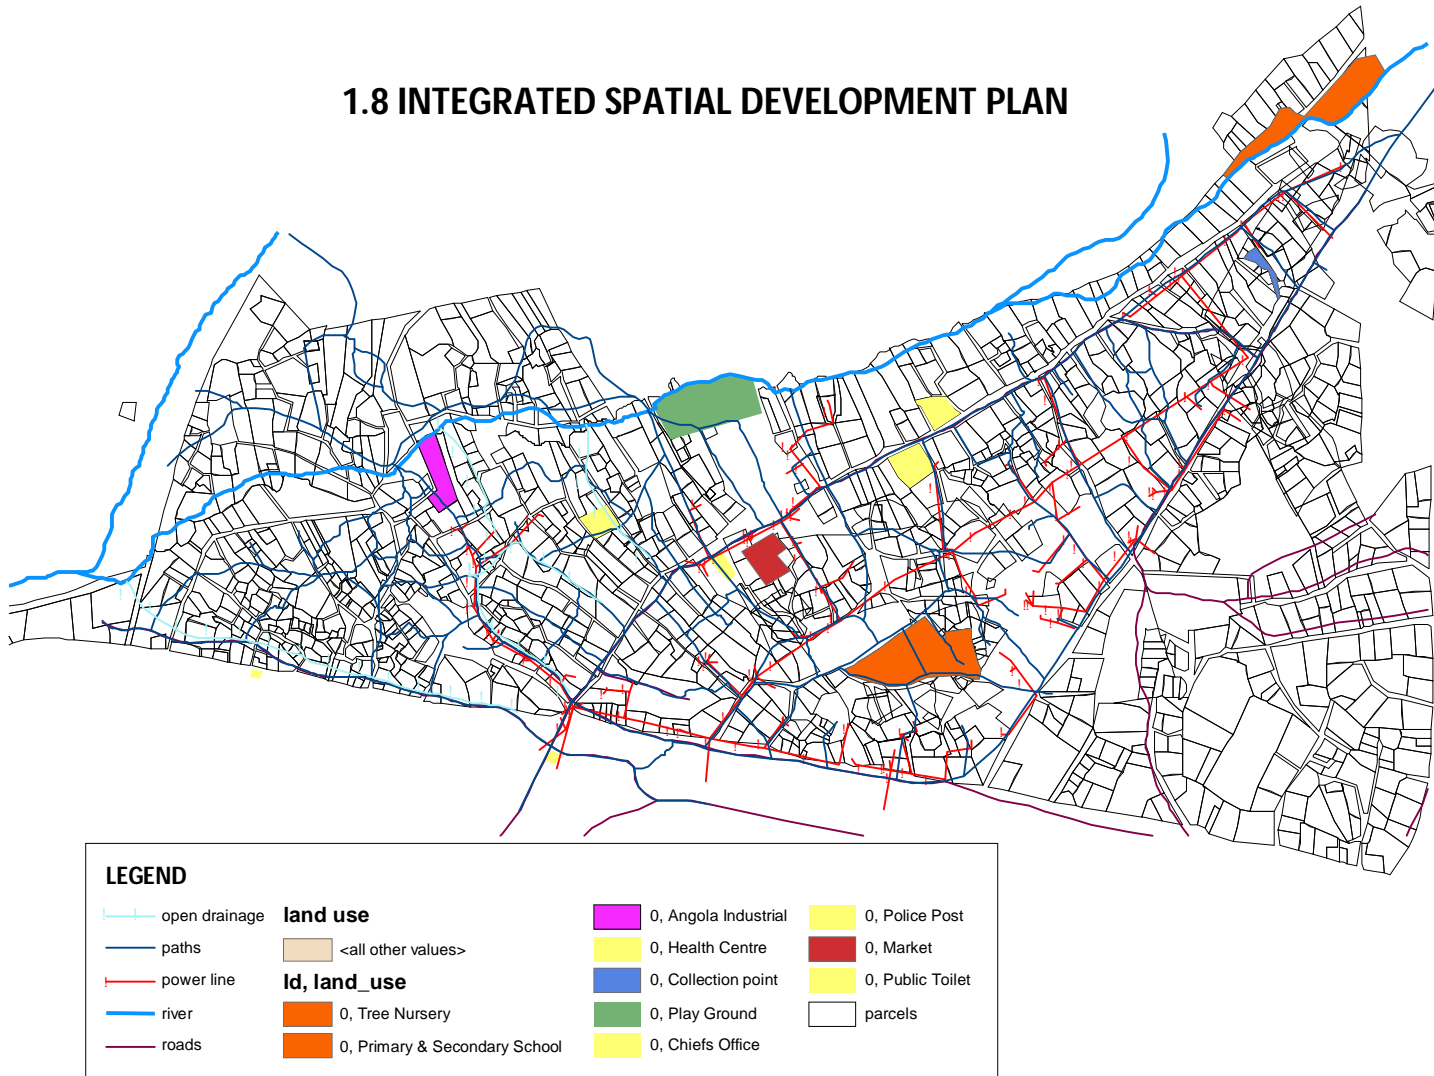 1.8 INTEGRATED SPATIAL DEVELOPMENT PLAN
LEGEND
open drainage
paths
power line
river
roads
land use
<all other values>
Id, land_use
0, Tree Nursery
0, Primary & Secondary School
0, Angola Industrial
0, Health Centre
0, Collection point
0, Play Ground
0, Chiefs Office
0, Police Post
0, Market
0, Public Toilet
parcels